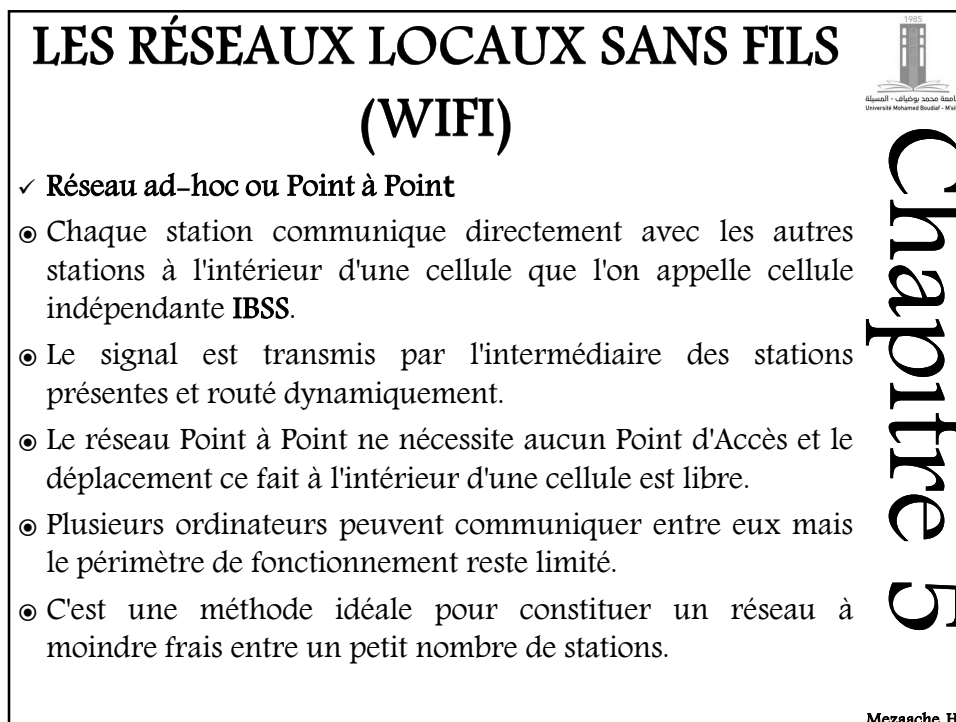 LES RÉSEAUX LOCAUX SANS FILS
(WIFI)
1985
جامعة محمد بوضياف - المسيلة
Université Mohamed Boudiaf - M'sil
✓ Réseau ad-hoc ou Point à Point
Chaque station communique directement avec les autres
stations à l'intérieur d'une cellule que l'on appelle cellule
indépendante IBSS.
Le signal est transmis par l'intermédiaire des stations
présentes et routé dynamiquement.
Le réseau Point à Point ne nécessite aucun Point d'Accès et le
déplacement ce fait à l'intérieur d'une cellule est libre.
Plusieurs ordinateurs peuvent communiquer entre eux mais
le périmètre de fonctionnement reste limité.
C'est une méthode idéale pour constituer un réseau à
moindre frais entre un petit nombre de stations.
Chapitre 5
Mezaache H